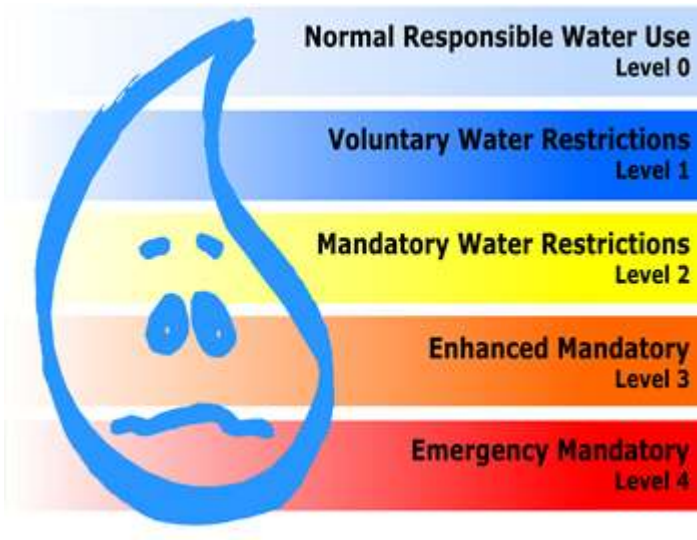 Normal Responsible Water Use
Level 0
Voluntary Water Restrictions
Level 1
Mandatory Water Restrictions
Level 2
Enhanced Mandatory
Level 3
Emergency Mandatory
Level 4